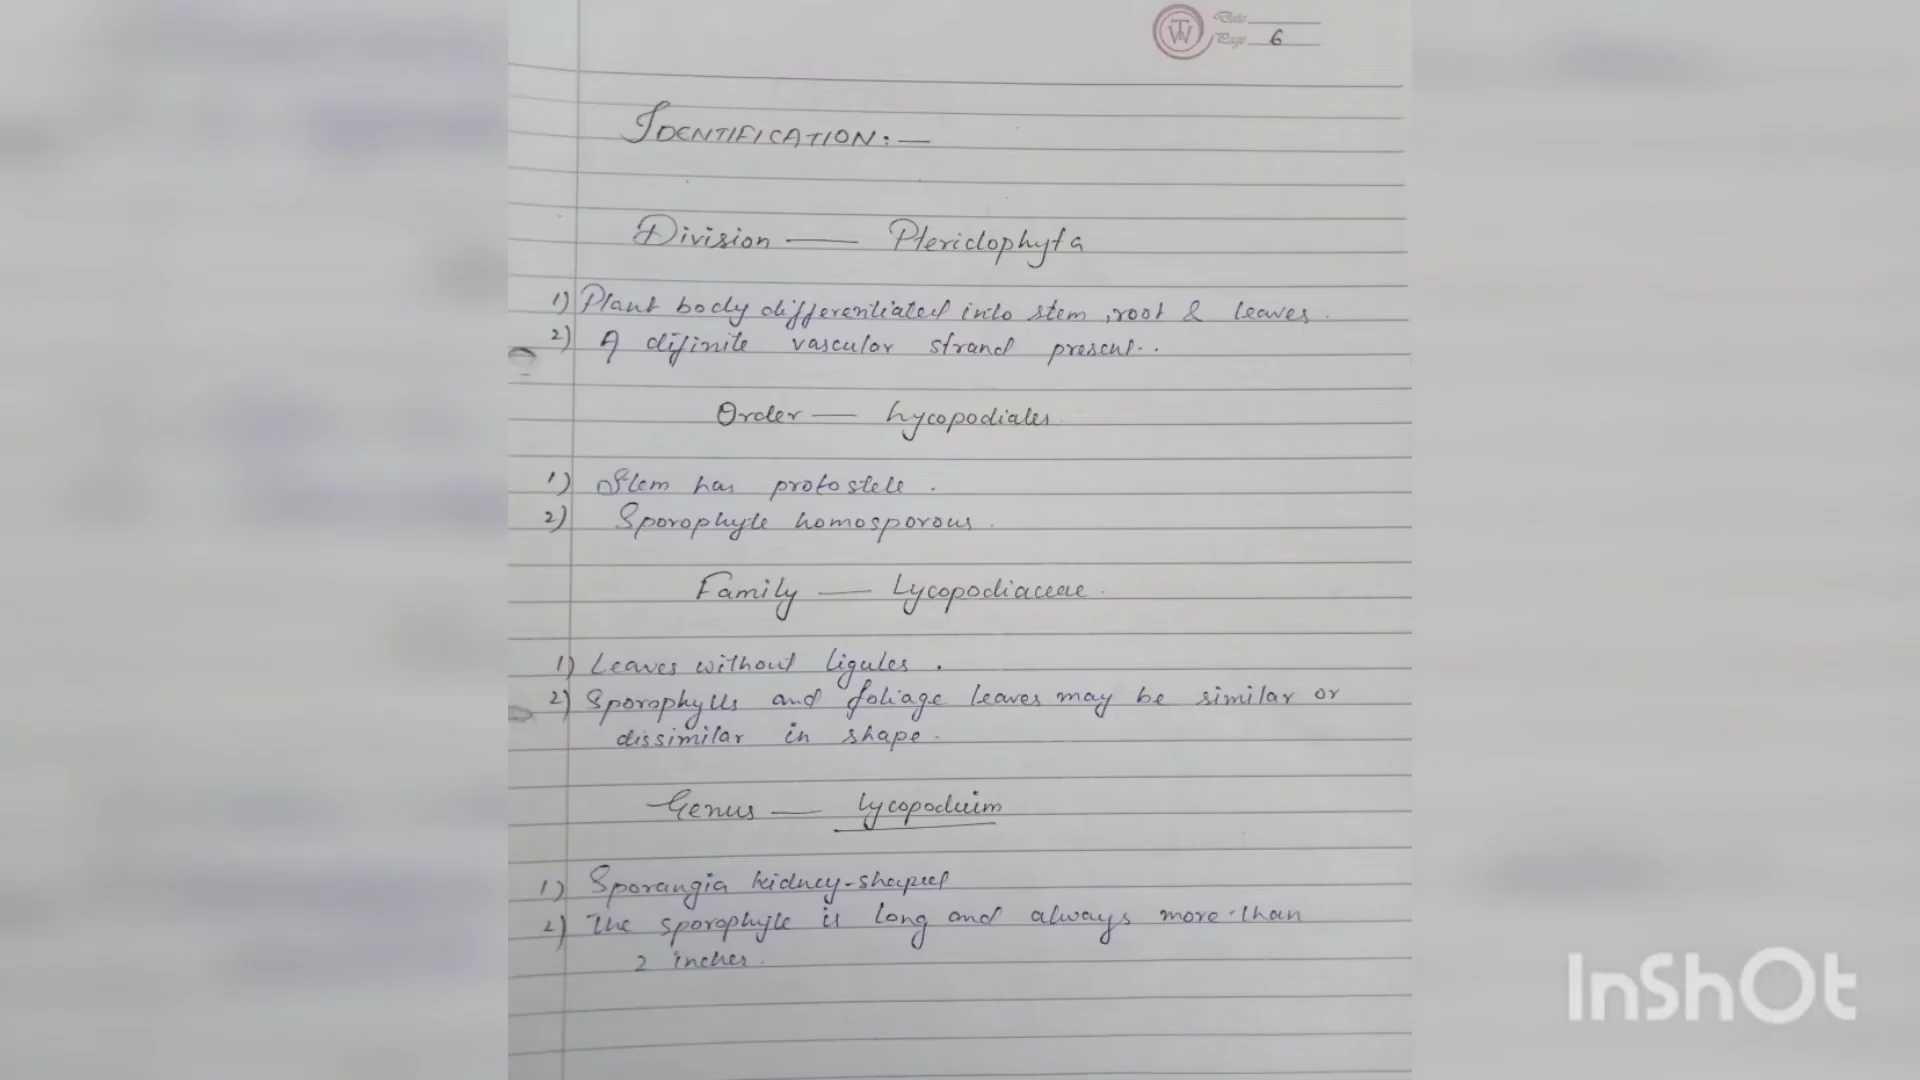 Date
Page 6
IDENTIFICATION:—
Division — Pteridophyta
1) Plant body differentiated into stem, root & leaves.
2) A difinite vascular strand present..
Order — Lycopodiales.
1) Stem has protostele.
2) Sporophyte homosporous.
Family — Lycopodiaceae.
1) Leaves without ligules.
2) Sporophylls and foliage leaves may be similar or
dissimilar in shape.
Genus — Lycopoduim
1) Sporangia kidney-shaped
2) The sporophyte is long and always more than
2 inches.
InShOt